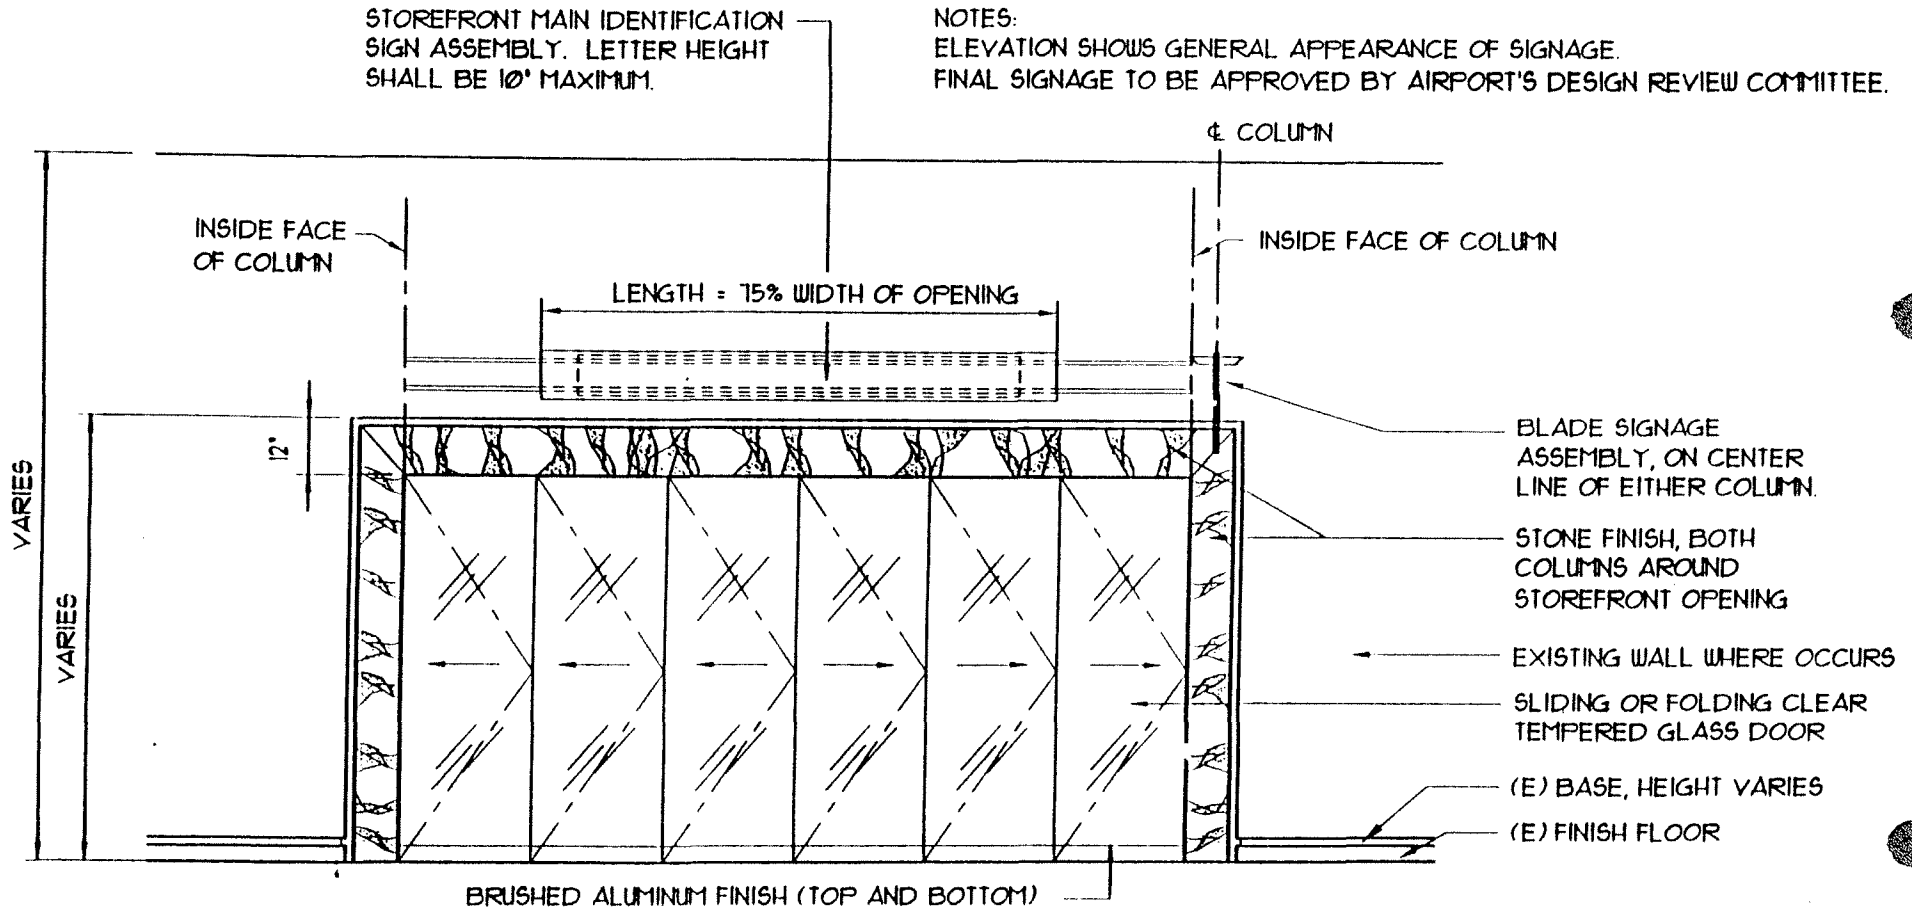 STOREFRONT MAIN IDENTIFICATION
SIGN ASSEMBLY. LETTER HEIGHT
SHALL BE 10" MAXIMUM.
NOTES:
ELEVATION SHOWS GENERAL APPEARANCE OF SIGNAGE.
FINAL SIGNAGE TO BE APPROVED BY AIRPORT'S DESIGN REVIEW COMMITTEE.
℄ COLUMN
INSIDE FACE
OF COLUMN
INSIDE FACE OF COLUMN
LENGTH = 75% WIDTH OF OPENING
12"
VARIES
VARIES
BLADE SIGNAGE
ASSEMBLY, ON CENTER
LINE OF EITHER COLUMN.
STONE FINISH, BOTH
COLUMNS AROUND
STOREFRONT OPENING
EXISTING WALL WHERE OCCURS
SLIDING OR FOLDING CLEAR
TEMPERED GLASS DOOR
(E) BASE, HEIGHT VARIES
(E) FINISH FLOOR
BRUSHED ALUMINUM FINISH (TOP AND BOTTOM)